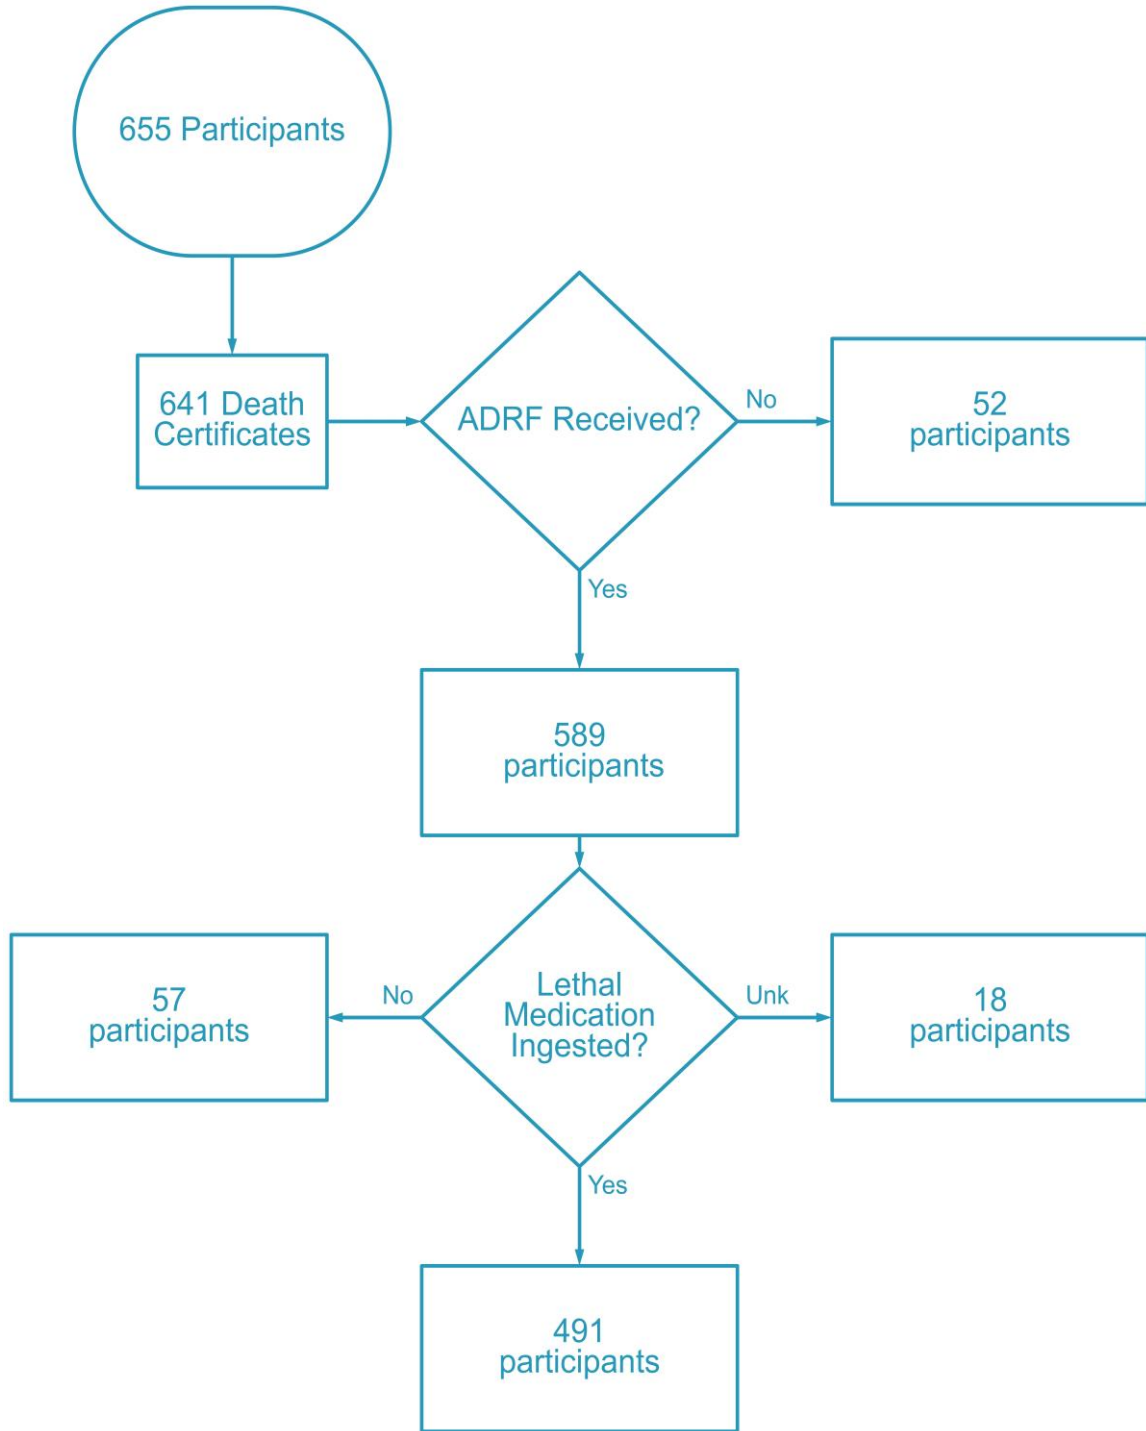 655 Participants
641 Death
Certificates
ADRF Received?
No
52
participants
Yes
589
participants
57
participants
No
Lethal
Medication
Ingested?
Unk
18
participants
Yes
491
participants